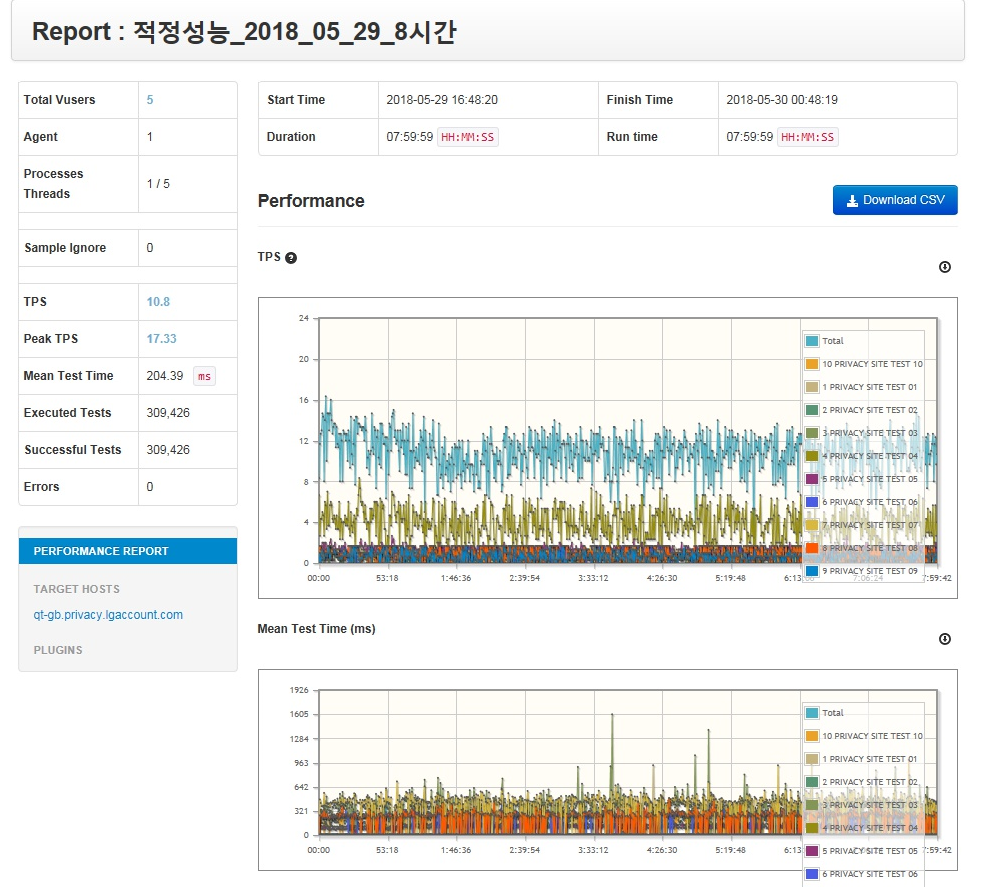 Report : 적정성능_2018_05_29_8시간
Total Vusers 5
Agent 1
Processes
Threads
1 / 5
Sample Ignore 0
TPS 10.8
Peak TPS 17.33
Mean Test Time 204.39 ms
Executed Tests 309,426
Successful Tests 309,426
Errors 0
PERFORMANCE REPORT
TARGET HOSTS
qt-gb.privacy.lgaccount.com
PLUGINS
Start Time 2018-05-29 16:48:20 Finish Time 2018-05-30 00:48:19
Duration 07:59:59 HH:MM:SS Run time 07:59:59 HH:MM:SS
Performance
Download CSV
TPS ?
24
20
16
12
8
4
0
00:00 53:18 1:46:36 2:39:54 3:33:12 4:26:30 5:19:48 6:13: 7:06:24 7:59:42
Total
10 PRIVACY SITE TEST 10
1 PRIVACY SITE TEST 01
2 PRIVACY SITE TEST 02
3 PRIVACY SITE TEST 03
4 PRIVACY SITE TEST 04
5 PRIVACY SITE TEST 05
6 PRIVACY SITE TEST 06
7 PRIVACY SITE TEST 07
8 PRIVACY SITE TEST 08
9 PRIVACY SITE TEST 09
Mean Test Time (ms)
1926
1605
1284
963
642
321
0
00:00 53:18 1:46:36 2:39:54 3:33:12 4:26:30 5:19:48 6:13: 7:59:42
Total
10 PRIVACY SITE TEST 10
1 PRIVACY SITE TEST 01
2 PRIVACY SITE TEST 02
3 PRIVACY SITE TEST 03
4 PRIVACY SITE TEST 04
5 PRIVACY SITE TEST 05
6 PRIVACY SITE TEST 06